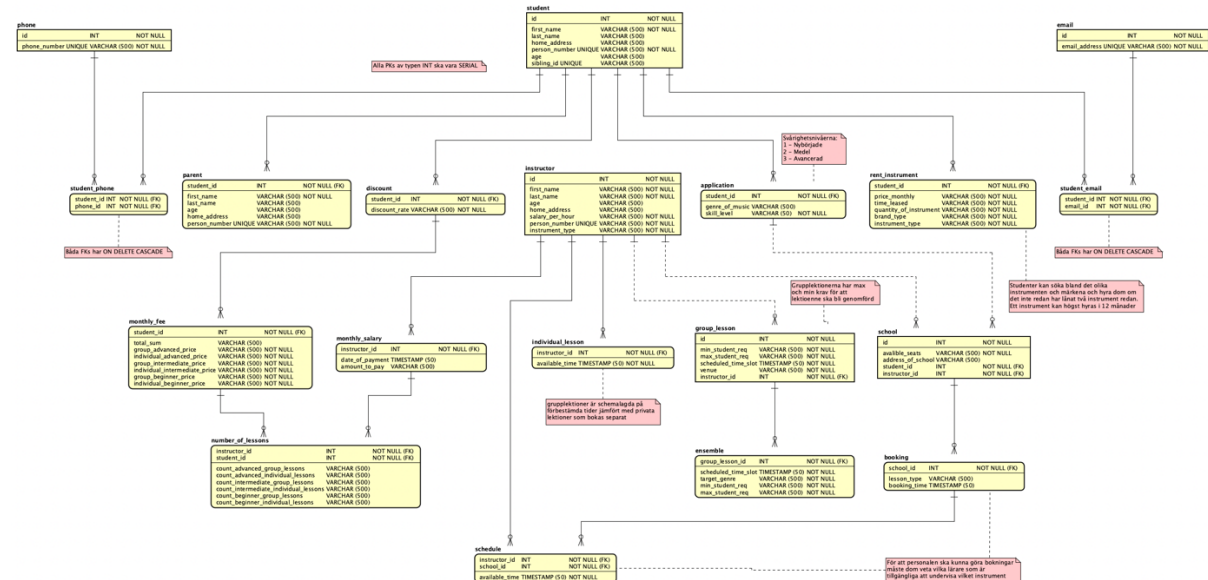 student
id INT NOT NULL
first_name VARCHAR (500) NOT NULL
last_name VARCHAR (500)
home_address VARCHAR (500)
person_number UNIQUE VARCHAR (500) NOT NULL
age VARCHAR (500)
sibling_id UNIQUE VARCHAR (500)
phone
id INT NOT NULL
phone_number UNIQUE VARCHAR (500) NOT NULL
email
id INT NOT NULL
email_address UNIQUE VARCHAR (500) NOT NULL
Alla PKs av typen INT ska vara SERIAL
Svårighetsnivåerna:
1 - Nybörjade
2 - Medel
3 - Avancerad
student_phone
student_id INT NOT NULL (FK)
phone_id INT NOT NULL (FK)
Båda FKs har ON DELETE CASCADE
parent
student_id INT NOT NULL (FK)
first_name VARCHAR (500) NOT NULL
last_name VARCHAR (500)
age VARCHAR (500)
home_address VARCHAR (500)
person_number UNIQUE VARCHAR (500) NOT NULL
discount
student_id INT NOT NULL (FK)
discount_rate VARCHAR (500) NOT NULL
instructor
id INT NOT NULL
first_name VARCHAR (500) NOT NULL
last_name VARCHAR (500) NOT NULL
age VARCHAR (500)
home_address VARCHAR (500)
salary_per_hour VARCHAR (500) NOT NULL
person_number UNIQUE VARCHAR (500) NOT NULL
instrument_type VARCHAR (500) NOT NULL
application
student_id INT NOT NULL (FK)
genre_of_music VARCHAR (500)
skill_level VARCHAR (50) NOT NULL
rent_instrument
student_id INT NOT NULL (FK)
price_monthly VARCHAR (500) NOT NULL
time_leased VARCHAR (500) NOT NULL
quantity_of_instrument VARCHAR (500) NOT NULL
brand_type VARCHAR (500) NOT NULL
instrument_type VARCHAR (500) NOT NULL
student_email
student_id INT NOT NULL (FK)
email_id INT NOT NULL (FK)
Båda FKs har ON DELETE CASCADE
Studenter kan söka bland det olika
instrumenten och märkena och hyra dom om
det inte redan har lånat två instrument redan.
Ett instrument kan högst hyras i 12 månader
Grupplektionerna har max
och min krav för att
lektioenne ska bli genomförd
monthly_fee
student_id INT NOT NULL (FK)
total_sum VARCHAR (500)
group_advanced_price VARCHAR (500) NOT NULL
individual_advanced_price VARCHAR (500) NOT NULL
group_intermediate_price VARCHAR (500) NOT NULL
individual_intermediate_price VARCHAR (500) NOT NULL
group_beginner_price VARCHAR (500) NOT NULL
individual_beginner_price VARCHAR (500) NOT NULL
monthly_salary
instructor_id INT NOT NULL (FK)
date_of_payment TIMESTAMP (50)
amount_to_pay VARCHAR (500)
individual_lesson
instructor_id INT NOT NULL (FK)
available_time TIMESTAMP (50) NOT NULL
grupplektioner är schemalagda på
förbestämda tider jämfört med privata
lektioner som bokas separat
group_lesson
id INT NOT NULL
min_student_req VARCHAR (500) NOT NULL
max_student_req VARCHAR (500) NOT NULL
scheduled_time_slot TIMESTAMP (50) NOT NULL
venue VARCHAR (500) NOT NULL
instructor_id INT NOT NULL (FK)
school
id INT NOT NULL
avalible_seats VARCHAR (500) NOT NULL
address_of_school VARCHAR (500) NOT NULL
student_id INT NOT NULL (FK)
instructor_id INT NOT NULL (FK)
number_of_lessons
instructor_id INT NOT NULL (FK)
student_id INT NOT NULL (FK)
count_advanced_group_lessons VARCHAR (500)
count_advanced_individual_lessons VARCHAR (500)
count_intermediate_group_lessons VARCHAR (500)
count_intermediate_individual_lessons VARCHAR (500)
count_beginner_group_lessons VARCHAR (500)
count_beginner_individual_lessons VARCHAR (500)
ensemble
group_lesson_id INT NOT NULL (FK)
scheduled_time_slot TIMESTAMP (50) NOT NULL
target_genre VARCHAR (500) NOT NULL
min_student_req VARCHAR (500) NOT NULL
max_student_req VARCHAR (500) NOT NULL
booking
school_id INT NOT NULL (FK)
lesson_type VARCHAR (500)
booking_time TIMESTAMP (50)
schedule
instructor_id INT NOT NULL (FK)
school_id INT NOT NULL (FK)
available_time TIMESTAMP (50) NOT NULL
För att personalen ska kunna göra bokningar
måste dom veta vilka lärare som är
tillgängliga att undervisa vilket instrument